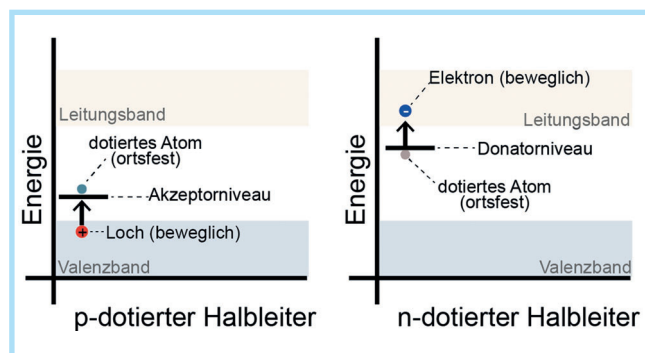 Energie
Leitungsband
dotiertes Atom
(ortsfest)
Akzeptorniveau
+
Loch (beweglich)
Valenzband
p-dotierter Halbleiter
Energie
Elektron (beweglich)
-
Leitungsband
Donatorniveau
dotiertes Atom
(ortsfest)
Valenzband
n-dotierter Halbleiter